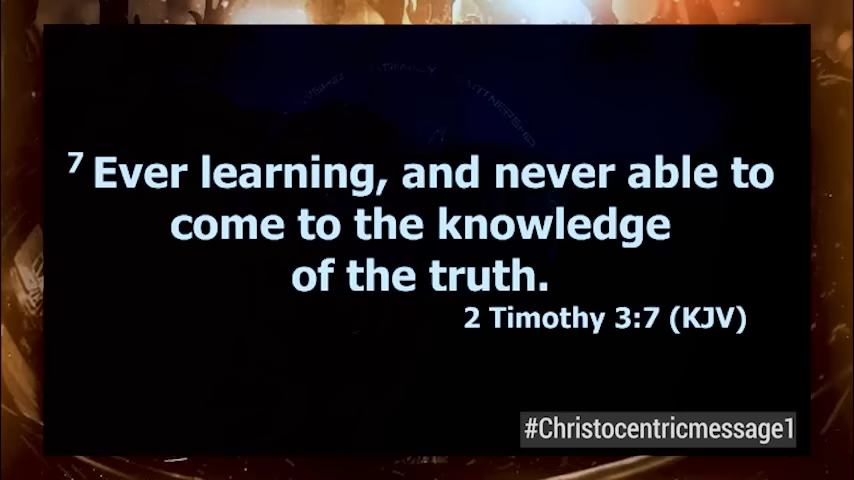 7 Ever learning, and never able to
come to the knowledge
of the truth.
2 Timothy 3:7 (KJV)
#Christocentricmessage1